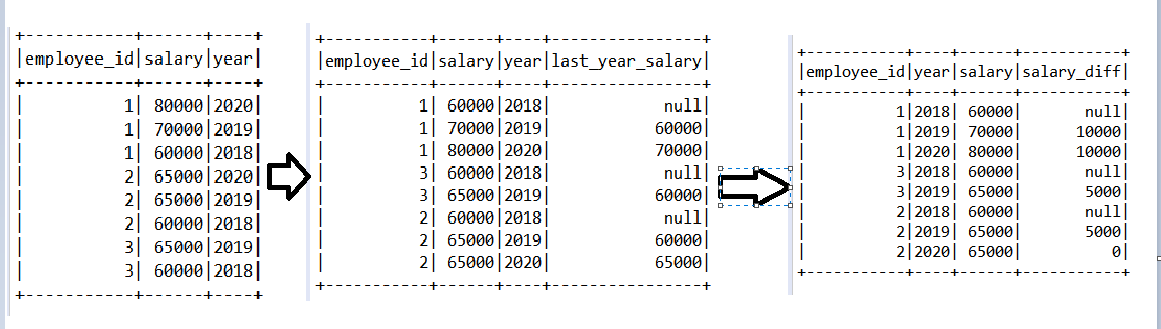 +-----------+------+----+
|employee_id|salary|year|
+-----------+------+----+
|          1| 80000|2020|
|          1| 70000|2019|
|          1| 60000|2018|
|          2| 65000|2020|
|          2| 65000|2019|
|          2| 60000|2018|
|          3| 65000|2019|
|          3| 60000|2018|
+-----------+------+----+
+-----------+------+----+----------------+
|employee_id|salary|year|last_year_salary|
+-----------+------+----+----------------+
|          1| 60000|2018|            null|
|          1| 70000|2019|           60000|
|          1| 80000|2020|           70000|
|          3| 60000|2018|            null|
|          3| 65000|2019|           60000|
|          2| 60000|2018|            null|
|          2| 65000|2019|           60000|
|          2| 65000|2020|           65000|
+-----------+------+----+----------------+
+-----------+----+------+-----------+
|employee_id|year|salary|salary_diff|
+-----------+----+------+-----------+
|          1|2018| 60000|       null|
|          1|2019| 70000|      10000|
|          1|2020| 80000|      10000|
|          3|2018| 60000|       null|
|          3|2019| 65000|       5000|
|          2|2018| 60000|       null|
|          2|2019| 65000|       5000|
|          2|2020| 65000|          0|
+-----------+----+------+-----------+